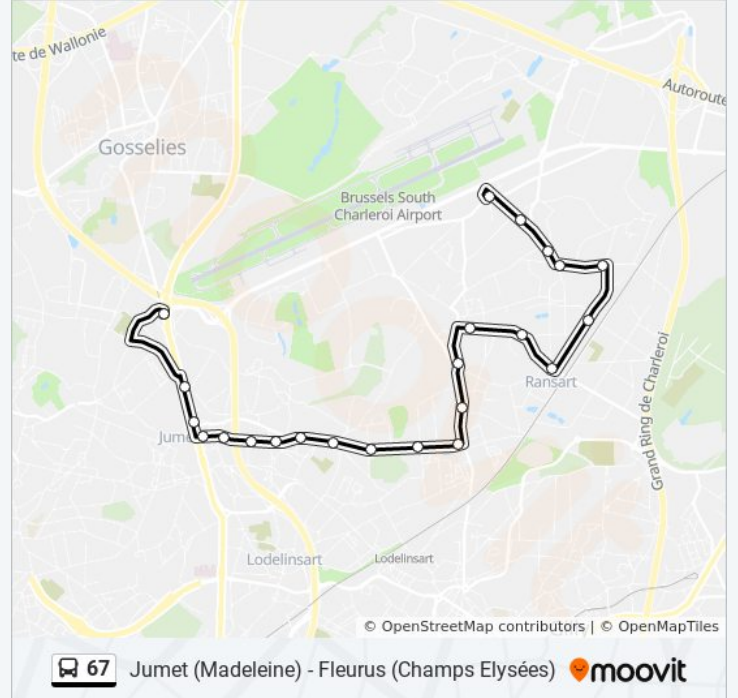 te de Wallonie
Autoroute
Gosselies
Brussels South
Charleroi Airport
Ransart
Grand Ring de Charleroi
Jume
Lodelinsart
Lodelinsart
© OpenStreetMap contributors | © OpenMapTiles
67 Jumet (Madeleine) - Fleurus (Champs Elysées) moovit